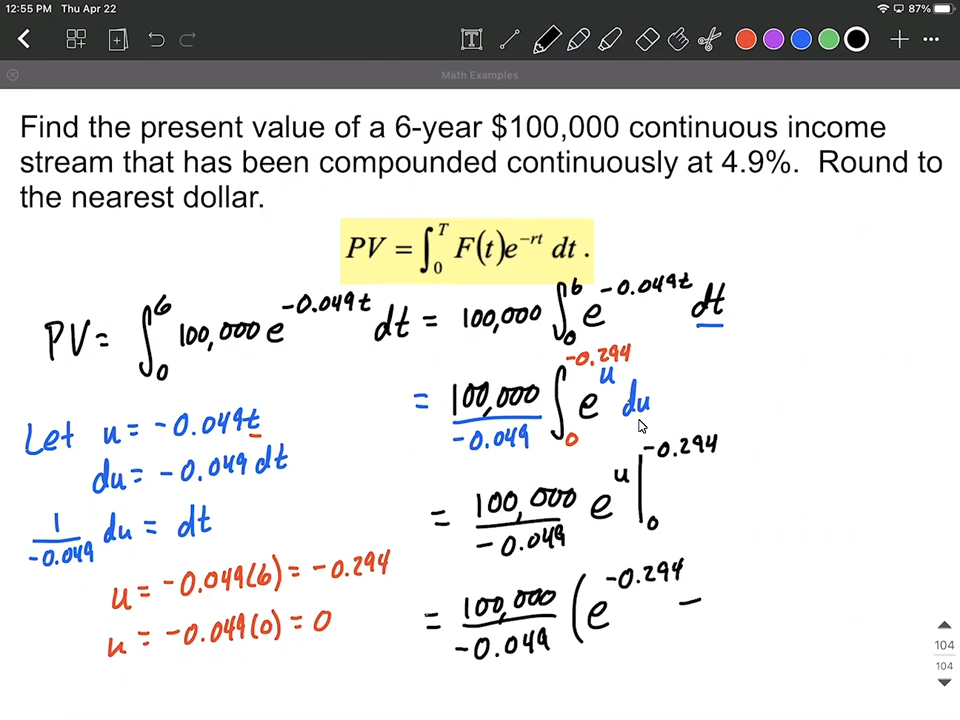 12:55 PM Thu Apr 22 87%
Math Examples
Find the present value of a 6-year $100,000 continuous income
stream that has been compounded continuously at 4.9%. Round to
the nearest dollar.
PV = ∫₀ᵀ F(t)e⁻ʳᵗ dt .
PV = ∫₀⁶ 100,000 e^(-0.049t) dt = 100,000 ∫₀⁶ e^(-0.049t) dt
= 100,000/-0.049 ∫₀^(-0.294) e^u du
Let u = -0.049t
du = -0.049 dt
= 100,000/-0.049 e^u |₀^(-0.294)
1/-0.049 du = dt
u = -0.049(6) = -0.294
= 100,000/-0.049 (e^(-0.294) -
u = -0.049(0) = 0
104
104